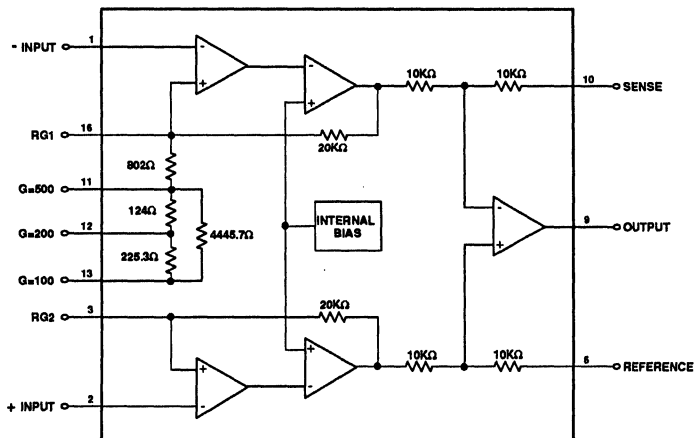 - INPUT 1
10KΩ 10KΩ
10 SENSE
RG1 16
20KΩ
802Ω
G=500 11
124Ω
G=200 12
4445.7Ω
INTERNAL
BIAS
9 OUTPUT
225.3Ω
G=100 13
RG2 3
20KΩ
10KΩ 10KΩ
6 REFERENCE
+ INPUT 2
- + - + - + + - + -